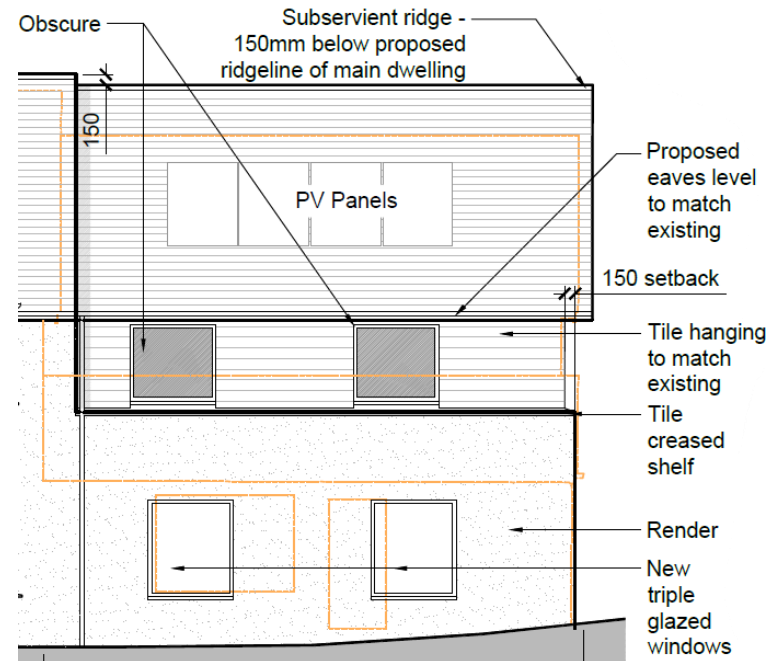 Obscure
Subservient ridge -
150mm below proposed
ridgeline of main dwelling
150
PV Panels
Proposed
eaves level
to match
existing
150 setback
Tile hanging
to match
existing
Tile
creased
shelf
Render
New
triple
glazed
windows